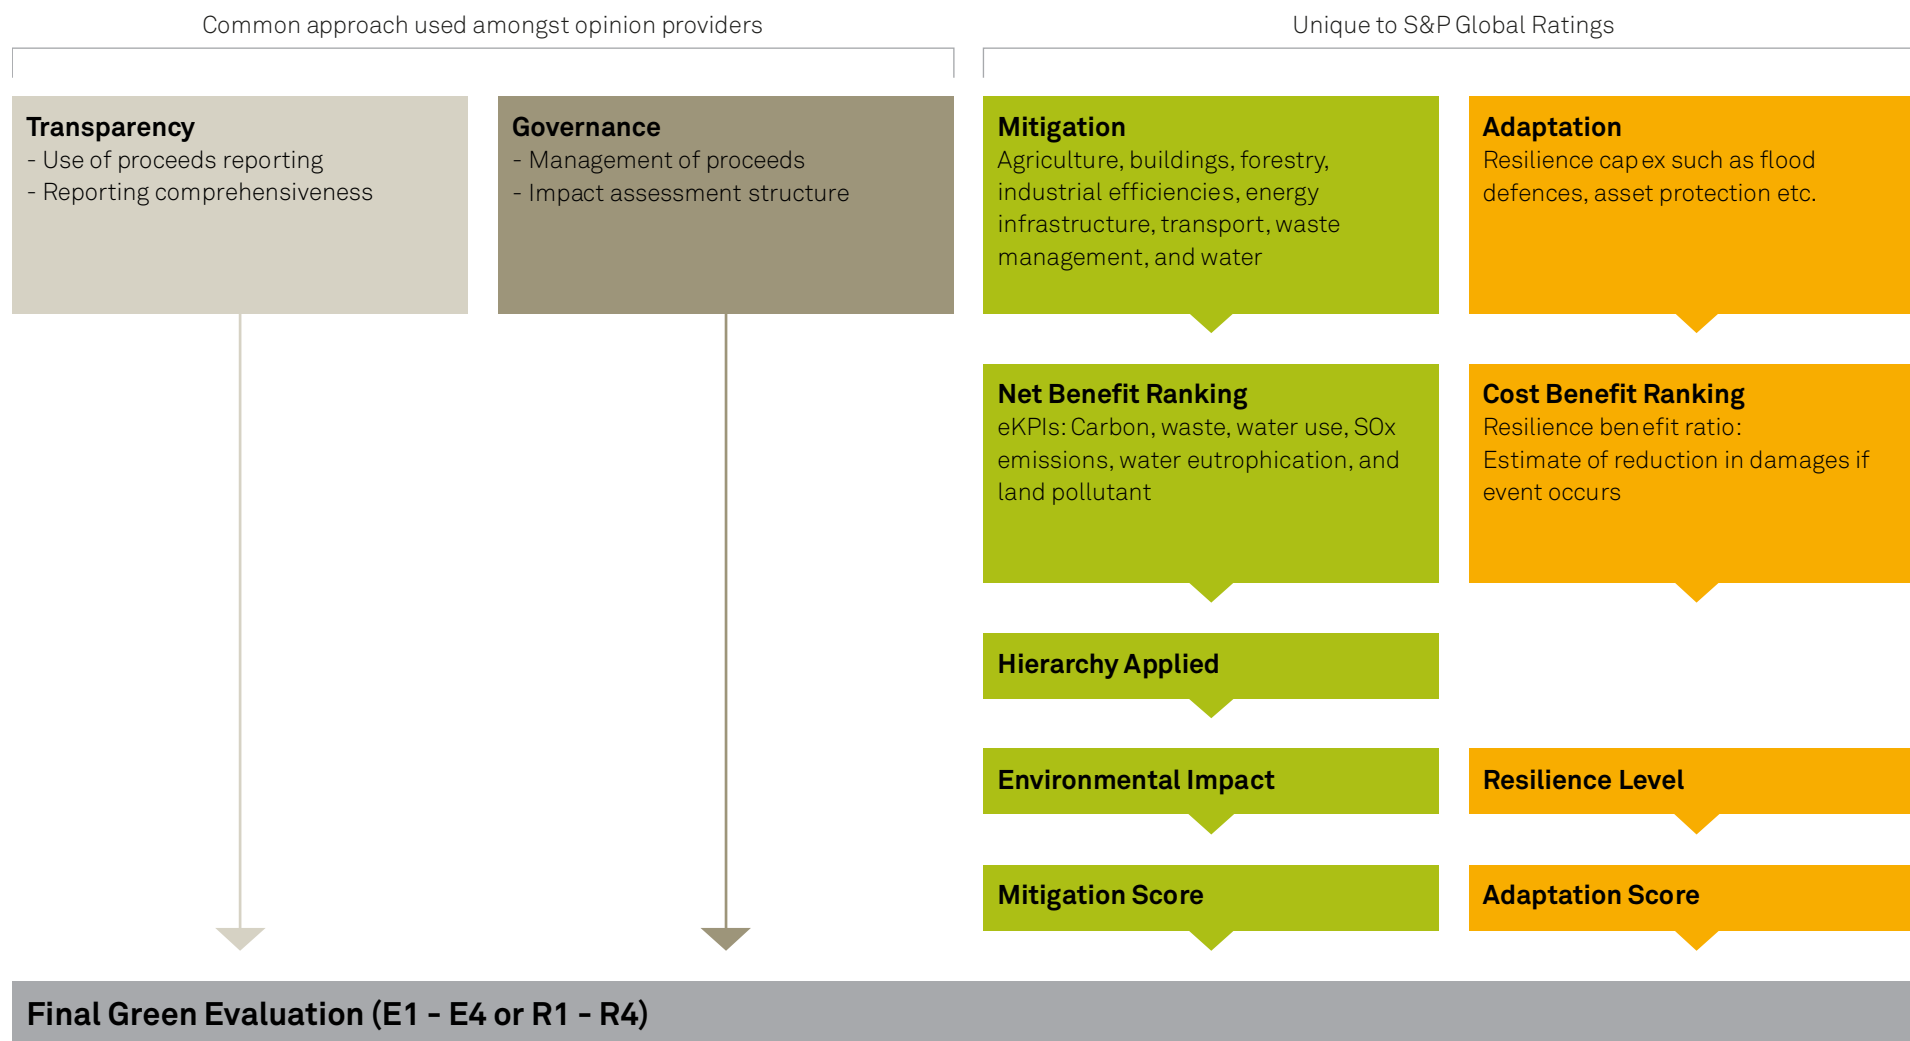 Common approach used amongst opinion providers
Unique to S&P Global Ratings
Transparency
- Use of proceeds reporting
- Reporting comprehensiveness
Governance
- Management of proceeds
- Impact assessment structure
Mitigation
Agriculture, buildings, forestry,
industrial efficiencies, energy
infrastructure, transport, waste
management, and water
Adaptation
Resilience capex such as flood
defences, asset protection etc.
Net Benefit Ranking
eKPIs: Carbon, waste, water use, SOx
emissions, water eutrophication, and
land pollutant
Cost Benefit Ranking
Resilience benefit ratio:
Estimate of reduction in damages if
event occurs
Hierarchy Applied
Environmental Impact
Resilience Level
Mitigation Score
Adaptation Score
Final Green Evaluation (E1 - E4 or R1 - R4)